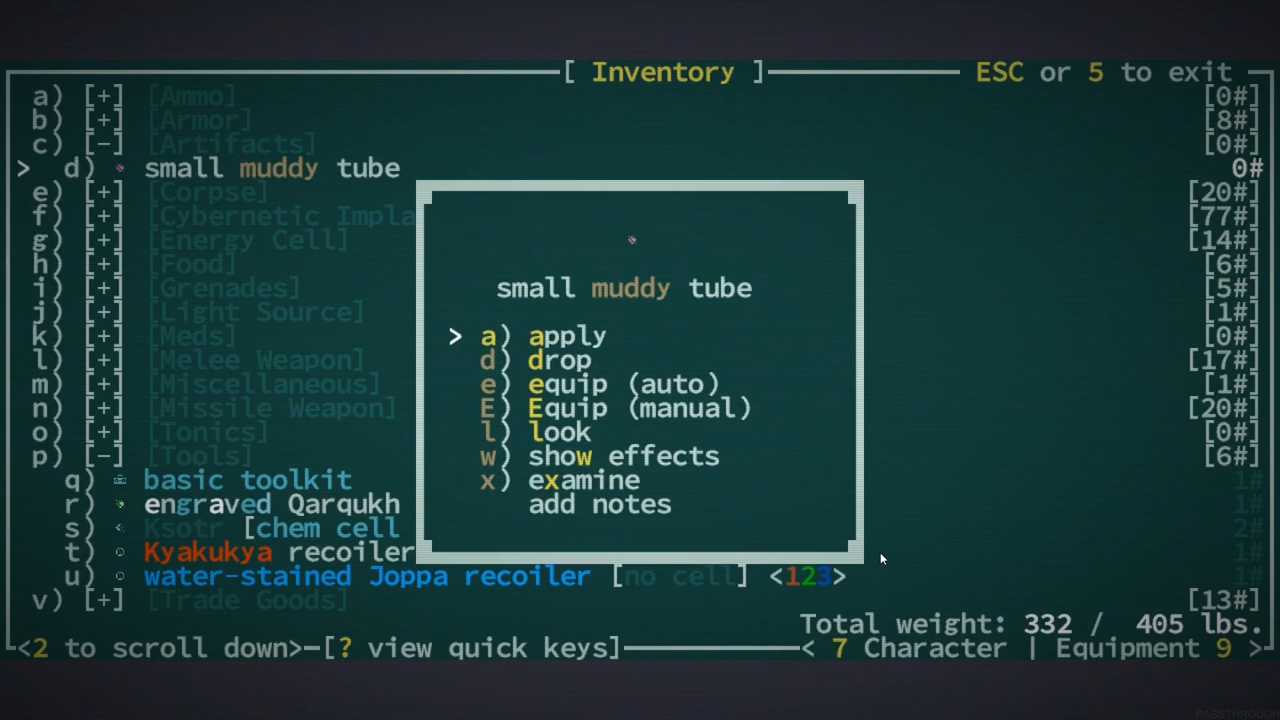 [ Inventory ] ESC or 5 to exit
a) [+] [Ammo] [0#]
b) [+] [Armor] [8#]
c) [-] [Artifacts] [0#]
> d) small muddy tube 0#
e) [+] [Corpse] [20#]
f) [+] [Cybernetic Impla [77#]
g) [+] [Energy Cell] [14#]
h) [+] [Food] [6#]
i) [+] [Grenades] [5#]
j) [+] [Light Source] [1#]
k) [+] [Meds] [0#]
l) [+] [Melee Weapon] [17#]
m) [+] [Miscellaneous] [1#]
n) [+] [Missile Weapon] [20#]
o) [+] [Tonics] [0#]
p) [-] [Tools] [6#]
q) basic toolkit 1#
r) engraved Qarqukh 1#
s) Ksotr [chem cell 2#
t) Kyakukya recoiler 1#
u) water-stained Joppa recoiler [no cell] <123> 1#
v) [+] [Trade Goods] [13#]
small muddy tube
> a) apply
d) drop
e) equip (auto)
E) Equip (manual)
l) look
w) show effects
x) examine
add notes
Total weight: 332 / 405 lbs.
<2 to scroll down> [? view quick keys] < 7 Character | Equipment 9 >